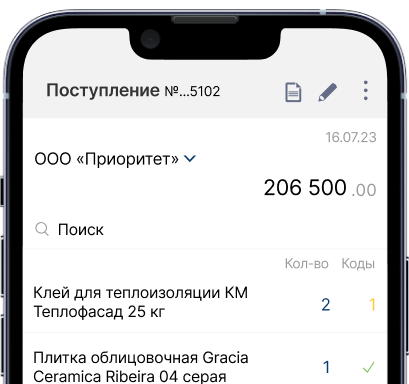 Поступление №...5102
16.07.23
ООО «Приоритет»
206 500.00
Поиск
Кол-во Коды
Клей для теплоизоляции КМ
Теплофасад 25 кг
2 1
Плитка облицовочная Gracia
Ceramica Ribeira 04 серая
1